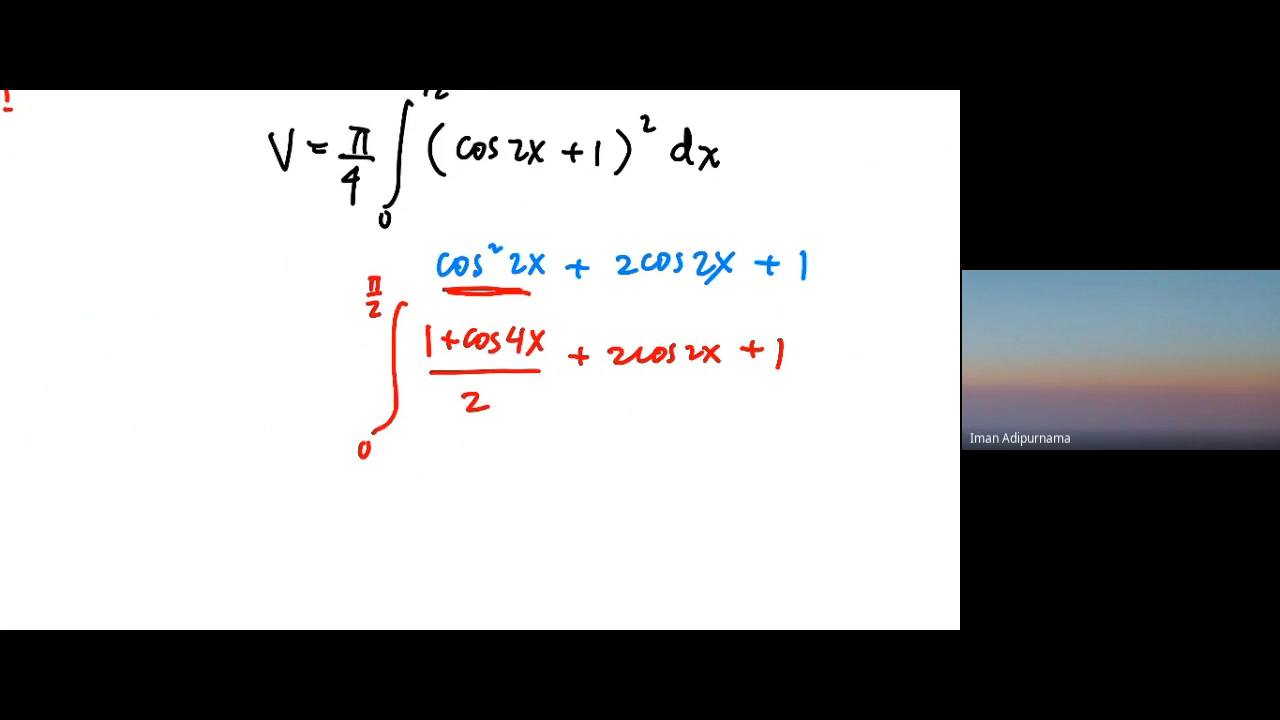 !
V = π/4 ∫₀ (cos 2x + 1)² dx
cos² 2x + 2cos 2x + 1
∫₀^{π/2} (1 + cos 4x)/2 + 2cos 2x + 1
Iman Adipurnama